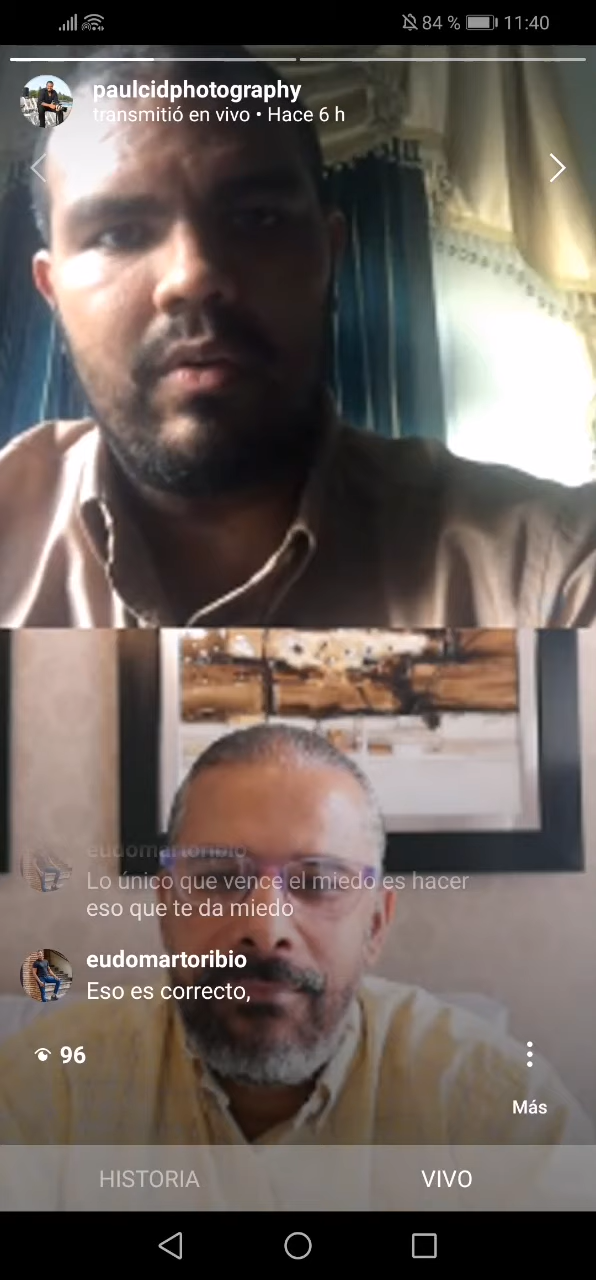 84 % 11:40
paulcidphotography
transmitió en vivo • Hace 6 h
eudomartoribio
Lo único que vence el miedo es hacer
eso que te da miedo
eudomartoribio
Eso es correcto,
96
Más
HISTORIA VIVO